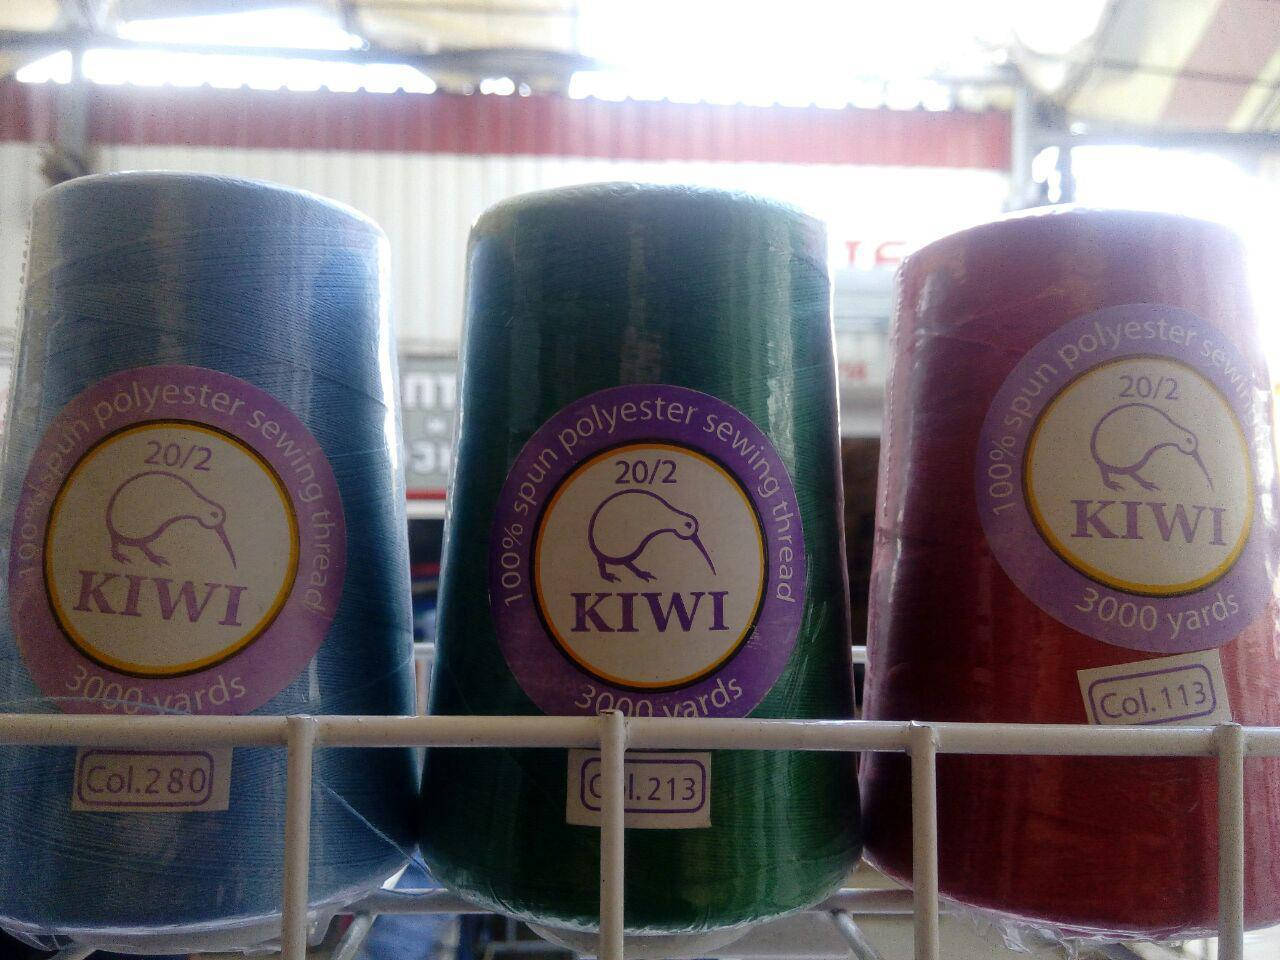 100% spun polyester sewing thread
20/2
KIWI
3000 yards
Col.280
100% spun polyester sewing thread
20/2
KIWI
3000 yards
Col.213
100% spun polyester sewing
20/2
KIWI
3000 yards
Col.113